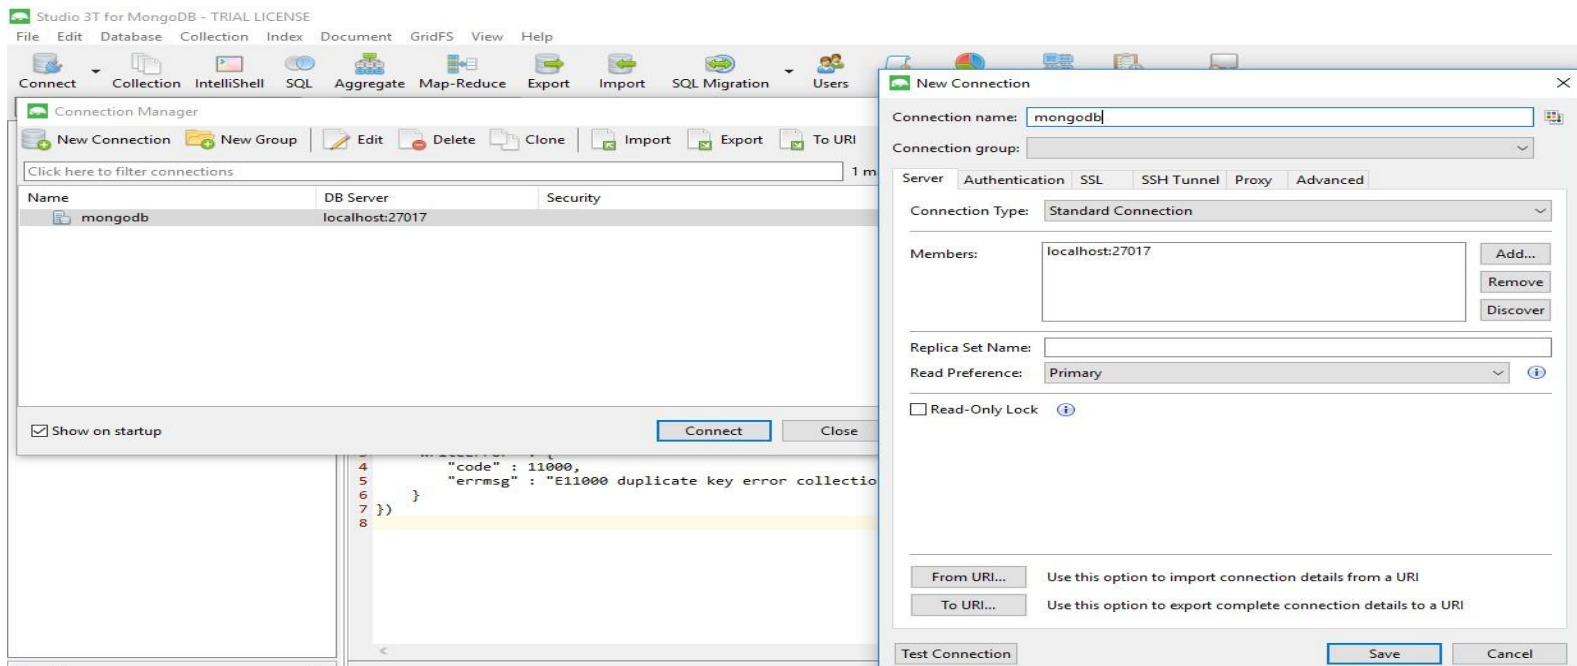 Studio 3T for MongoDB - TRIAL LICENSE
File Edit Database Collection Index Document GridFS View Help
Connect Collection IntelliShell SQL Aggregate Map-Reduce Export Import SQL Migration Users
Connection Manager
New Connection New Group Edit Delete Clone Import Export To URI
Click here to filter connections 1 m
Name DB Server Security
mongodb localhost:27017
Show on startup Connect Close
4 "code" : 11000,
5 "errmsg" : "E11000 duplicate key error collectio
6 }
7 })
8
New Connection
Connection name: mongodb
Connection group:
Server Authentication SSL SSH Tunnel Proxy Advanced
Connection Type: Standard Connection
Members: localhost:27017 Add...
Remove
Discover
Replica Set Name:
Read Preference: Primary
Read-Only Lock
From URI... Use this option to import connection details from a URI
To URI... Use this option to export complete connection details to a URI
Test Connection Save Cancel